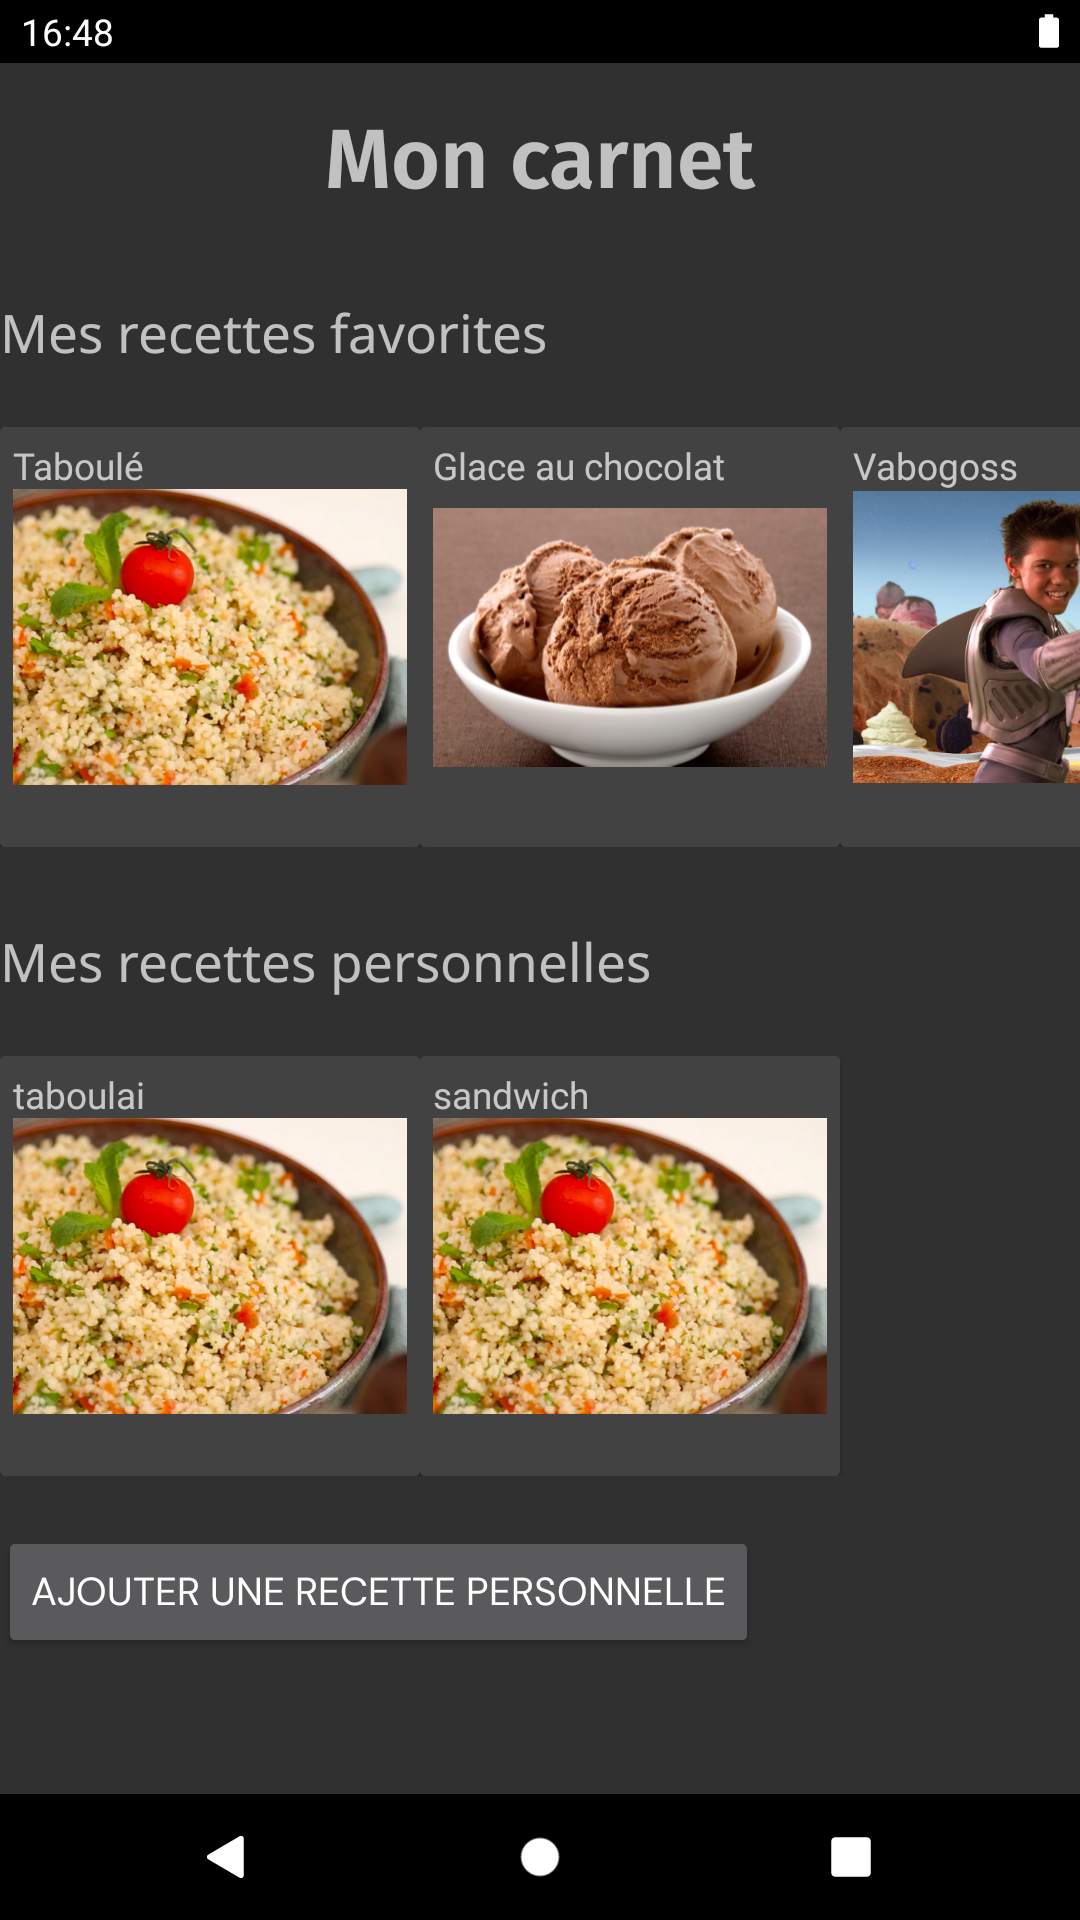 16:48
Mon carnet
Mes recettes favorites
Taboulé
Glace au chocolat
Vabogoss
Mes recettes personnelles
taboulai
sandwich
AJOUTER UNE RECETTE PERSONNELLE